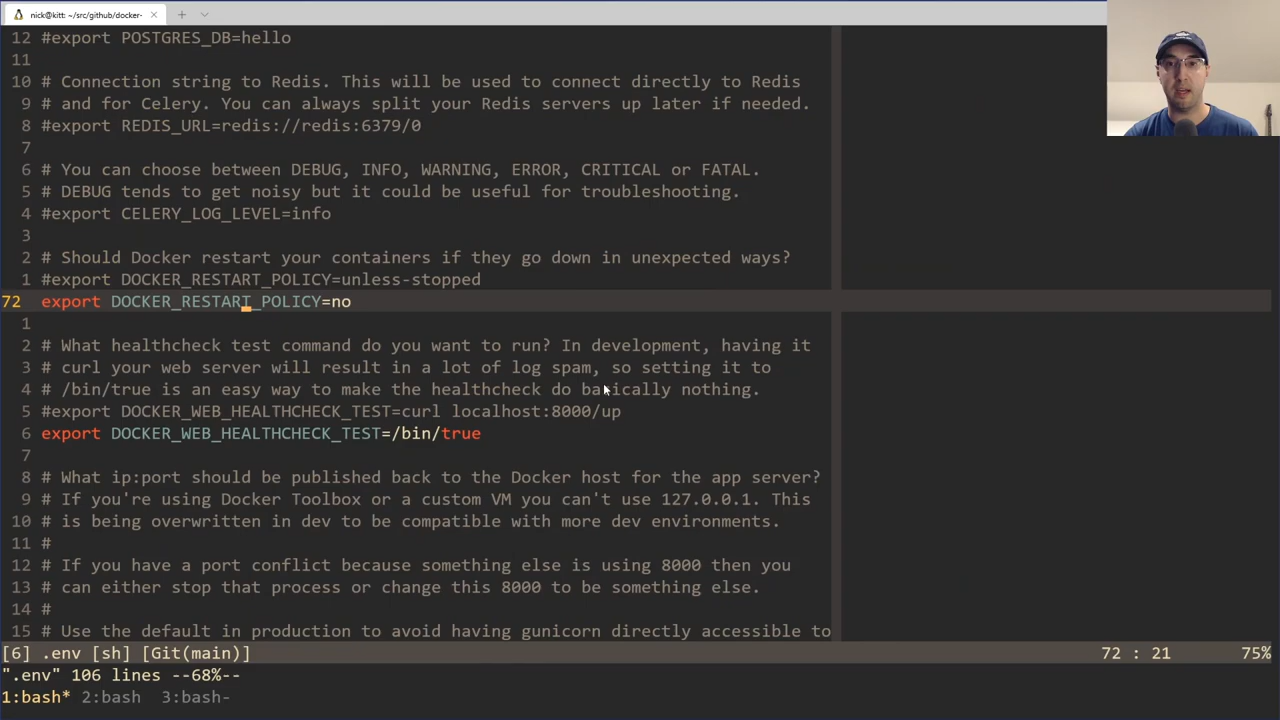 nick@kitt: ~/src/github/docker-
12 #export POSTGRES_DB=hello
11
10 # Connection string to Redis. This will be used to connect directly to Redis
9 # and for Celery. You can always split your Redis servers up later if needed.
8 #export REDIS_URL=redis://redis:6379/0
7
6 # You can choose between DEBUG, INFO, WARNING, ERROR, CRITICAL or FATAL.
5 # DEBUG tends to get noisy but it could be useful for troubleshooting.
4 #export CELERY_LOG_LEVEL=info
3
2 # Should Docker restart your containers if they go down in unexpected ways?
1 #export DOCKER_RESTART_POLICY=unless-stopped
72 export DOCKER_RESTART_POLICY=no
1
2 # What healthcheck test command do you want to run? In development, having it
3 # curl your web server will result in a lot of log spam, so setting it to
4 # /bin/true is an easy way to make the healthcheck do basically nothing.
5 #export DOCKER_WEB_HEALTHCHECK_TEST=curl localhost:8000/up
6 export DOCKER_WEB_HEALTHCHECK_TEST=/bin/true
7
8 # What ip:port should be published back to the Docker host for the app server?
9 # If you're using Docker Toolbox or a custom VM you can't use 127.0.0.1. This
10 # is being overwritten in dev to be compatible with more dev environments.
11 #
12 # If you have a port conflict because something else is using 8000 then you
13 # can either stop that process or change this 8000 to be something else.
14 #
15 # Use the default in production to avoid having gunicorn directly accessible to
[6] .env [sh] [Git(main)] 72 : 21 75%
".env" 106 lines --68%--
1:bash* 2:bash 3:bash-